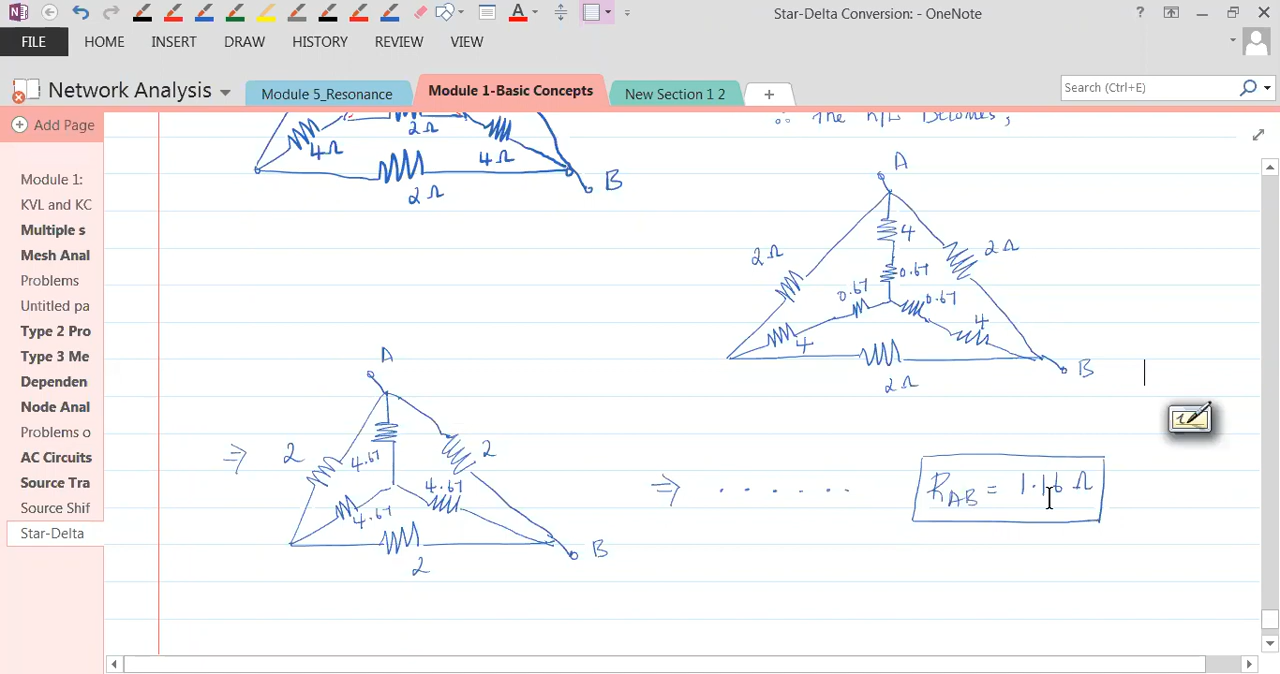 Star-Delta Conversion: - OneNote
FILE HOME INSERT DRAW HISTORY REVIEW VIEW
Network Analysis Module 5_Resonance Module 1-Basic Concepts New Section 1 2 Search (Ctrl+E)
Add Page
Module 1:
KVL and KC
Multiple s
Mesh Anal
Problems
Untitled pa
Type 2 Pro
Type 3 Me
Dependen
Node Anal
Problems o
AC Circuits
Source Tra
Source Shif
Star-Delta
2Ω
4Ω
4Ω
2Ω
B
∴ The n/w becomes,
A
2Ω
4
2Ω
0.67
0.67
0.67
4
4
2Ω
B
A
⇒ 2
4.67
2
4.67
4.67
2
B
⇒ . . . . . . R_AB = 1.16 Ω